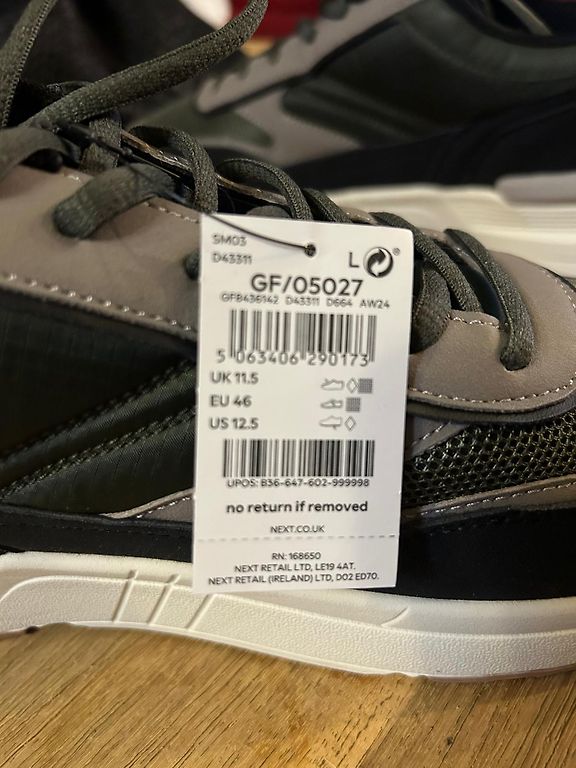 SM03
D43311
L
GF/05027
GFB436142 D43311 D664 AW24
5 063406 290173
UK 11.5
EU 46
US 12.5
UPOS: B36-647-602-999998
no return if removed
NEXT.CO.UK
RN: 168650
NEXT RETAIL LTD, LE19 4AT.
NEXT RETAIL (IRELAND) LTD, D02 ED70.